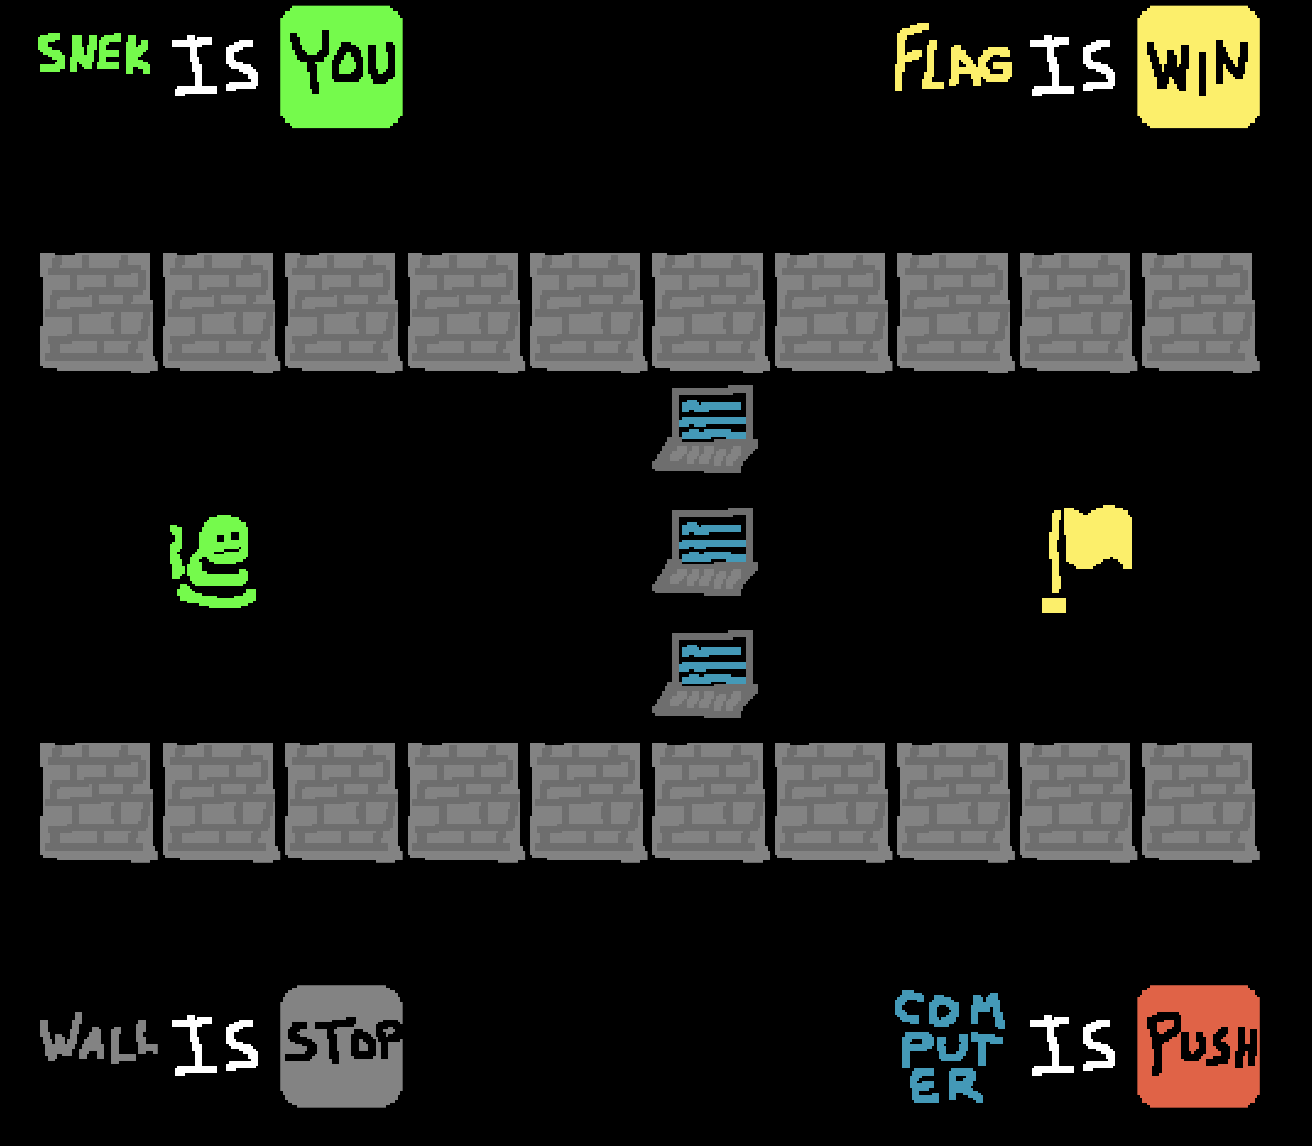 SNEK IS YOU
FLAG IS WIN
WALL IS STOP
COM
PUT
ER IS PUSH